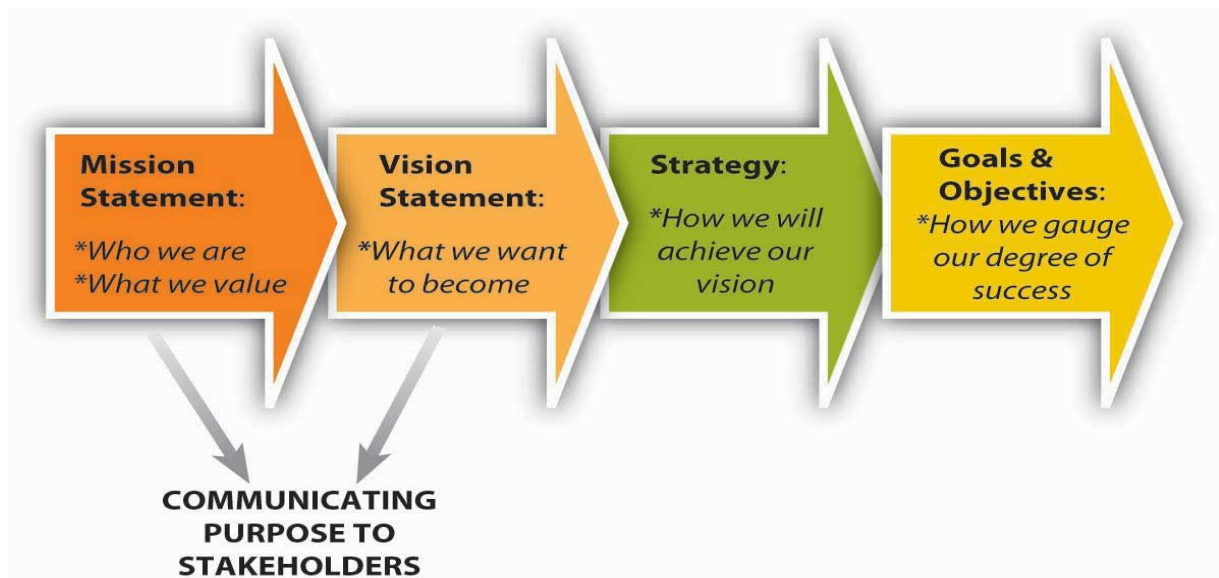 Mission
Statement:
*Who we are
*What we value
Vision
Statement:
*What we want
to become
Strategy:
*How we will
achieve our
vision
Goals &
Objectives:
*How we gauge
our degree of
success
COMMUNICATING
PURPOSE TO
STAKEHOLDERS